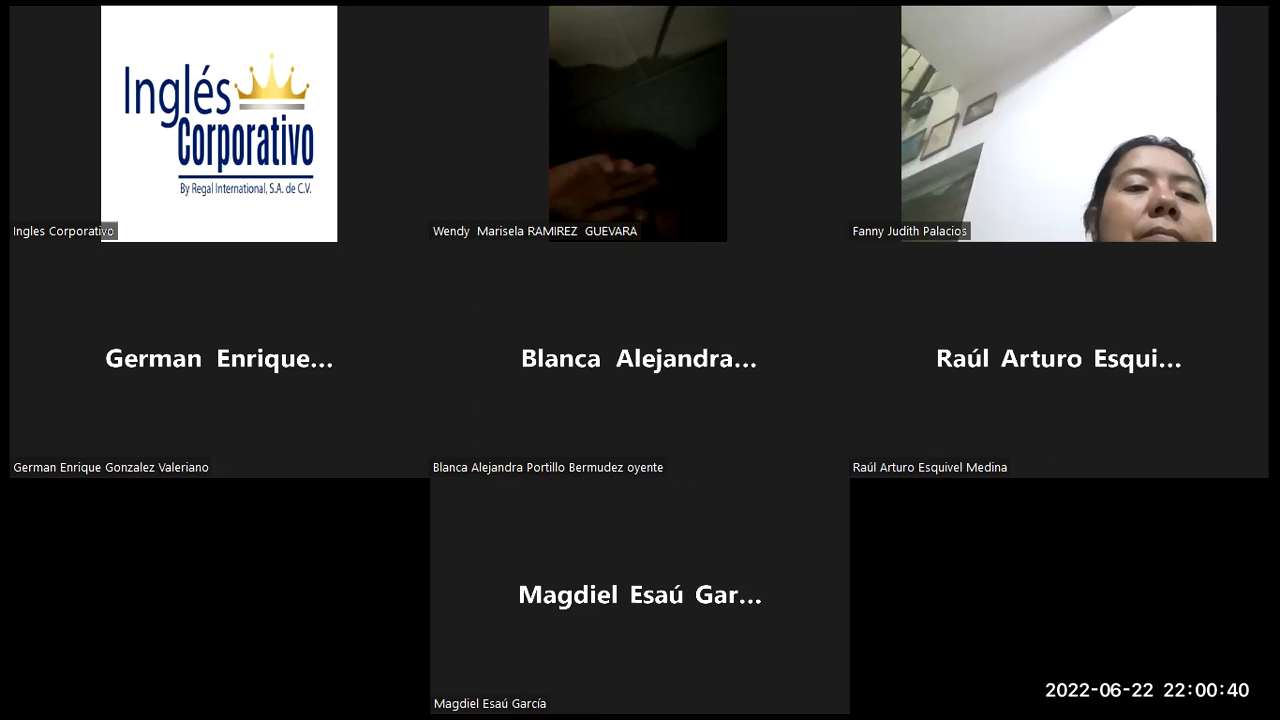 Inglés
Corporativo
By Regal International, S.A. de C.V.
Ingles Corporativo
Wendy Marisela RAMIREZ GUEVARA
Fanny Judith Palacios
German Enrique...
Blanca Alejandra...
Raúl Arturo Esqui...
German Enrique Gonzalez Valeriano
Blanca Alejandra Portillo Bermudez oyente
Raúl Arturo Esquivel Medina
Magdiel Esaú Gar...
Magdiel Esaú García
2022-06-22 22:00:40